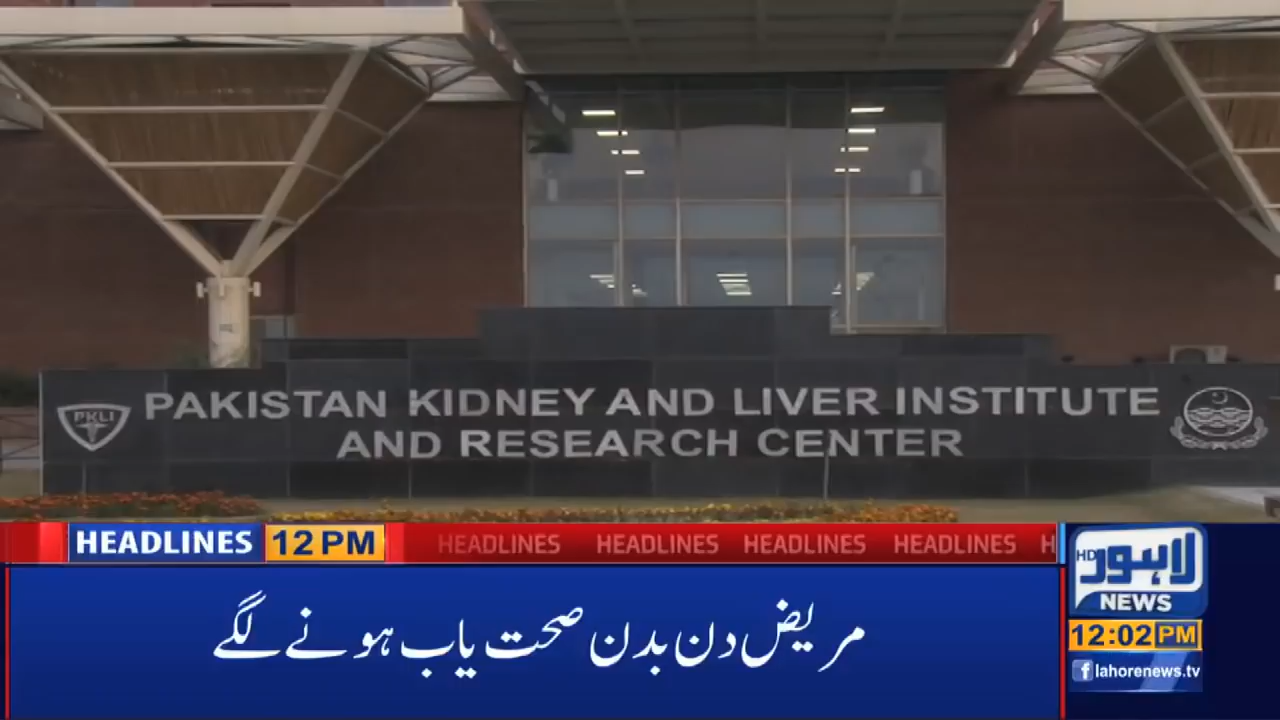 PKLI
PAKISTAN KIDNEY AND LIVER INSTITUTE
AND RESEARCH CENTER
HEADLINES 12 PM HEADLINES HEADLINES HEADLINES HEADLINES H
مریض دن بدن صحت یاب ہونے لگے
HD لاہور
NEWS
12:02 PM
f lahorenews.tv